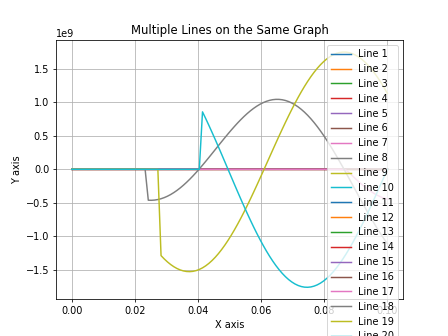 Multiple Lines on the Same Graph
1e9
1.5
1.0
0.5
0.0
−0.5
−1.0
−1.5
Y axis
0.00
0.02
0.04
0.06
X axis
Line 1
Line 2
Line 3
Line 4
Line 5
Line 6
Line 7
Line 8
Line 9
Line 10
Line 11
Line 12
Line 13
Line 14
Line 15
Line 16
Line 17
Line 18
Line 19
Line 20